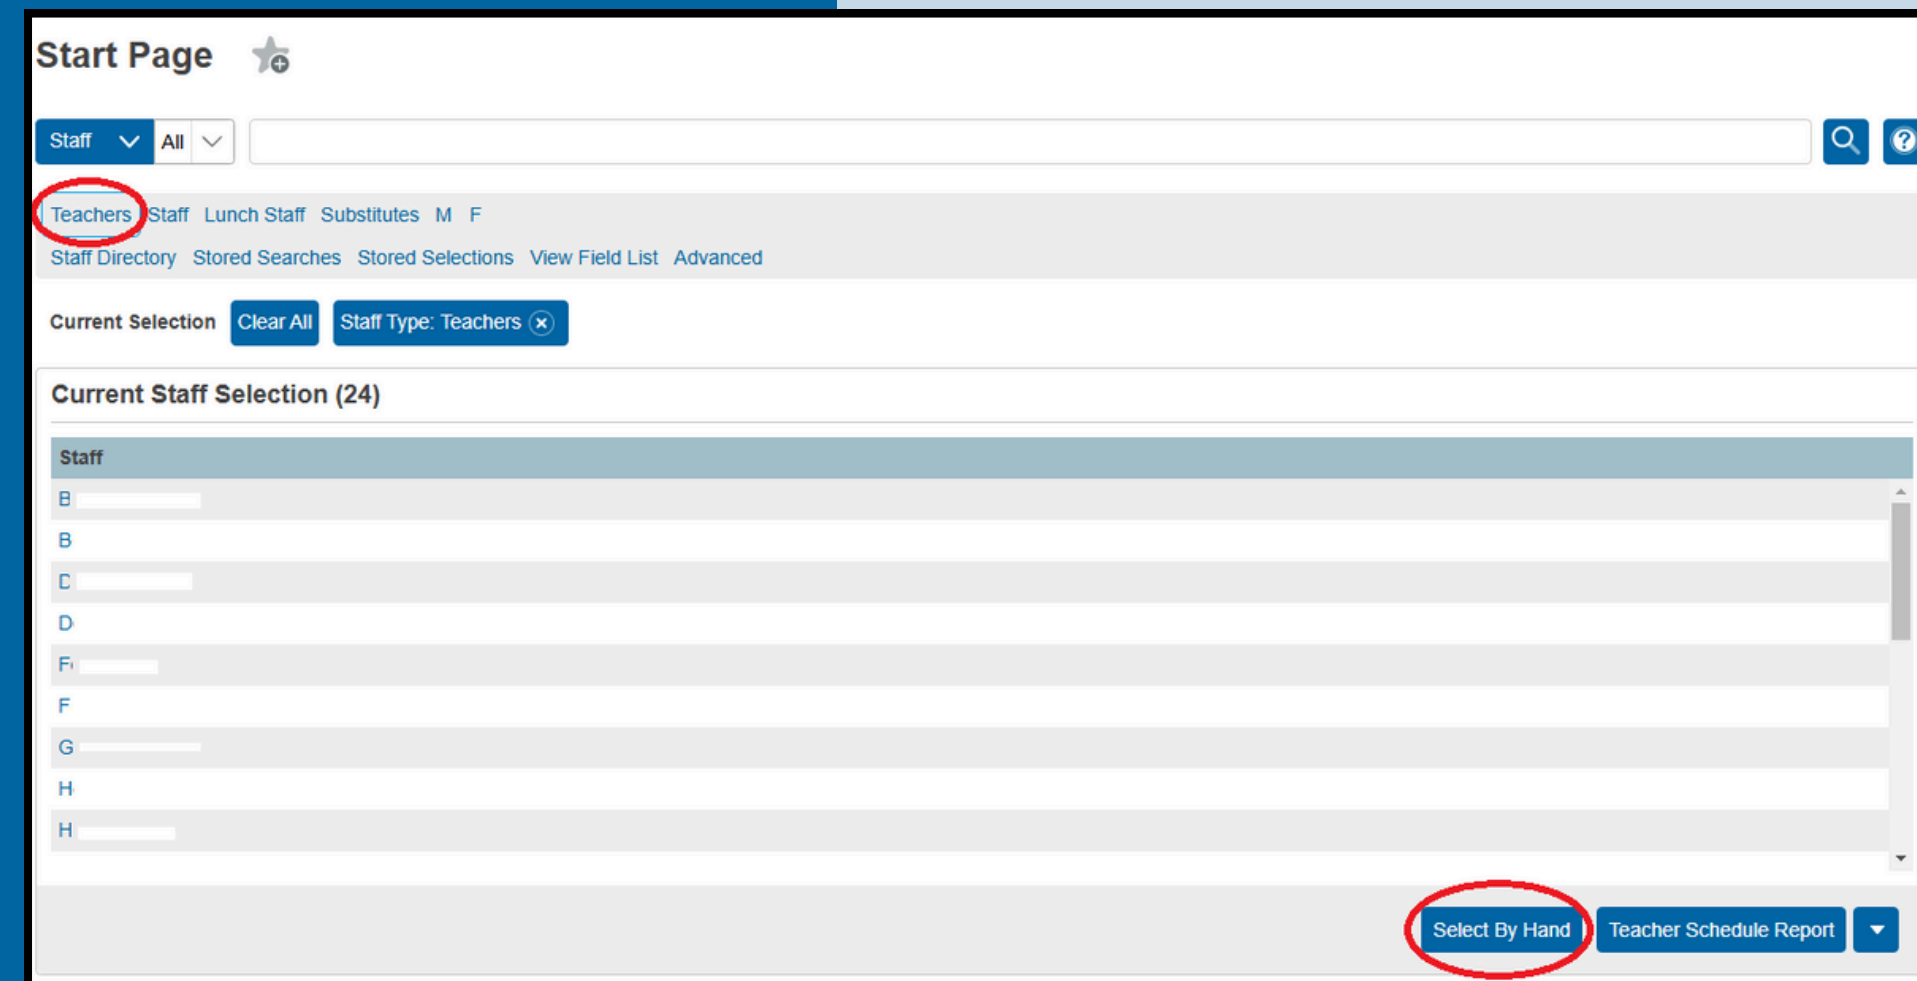 Start Page
Staff All
Teachers Staff Lunch Staff Substitutes M F
Staff Directory Stored Searches Stored Selections View Field List Advanced
Current Selection Clear All Staff Type: Teachers
Current Staff Selection (24)
Staff
B
B
D
D
F
F
G
H
H
Select By Hand Teacher Schedule Report